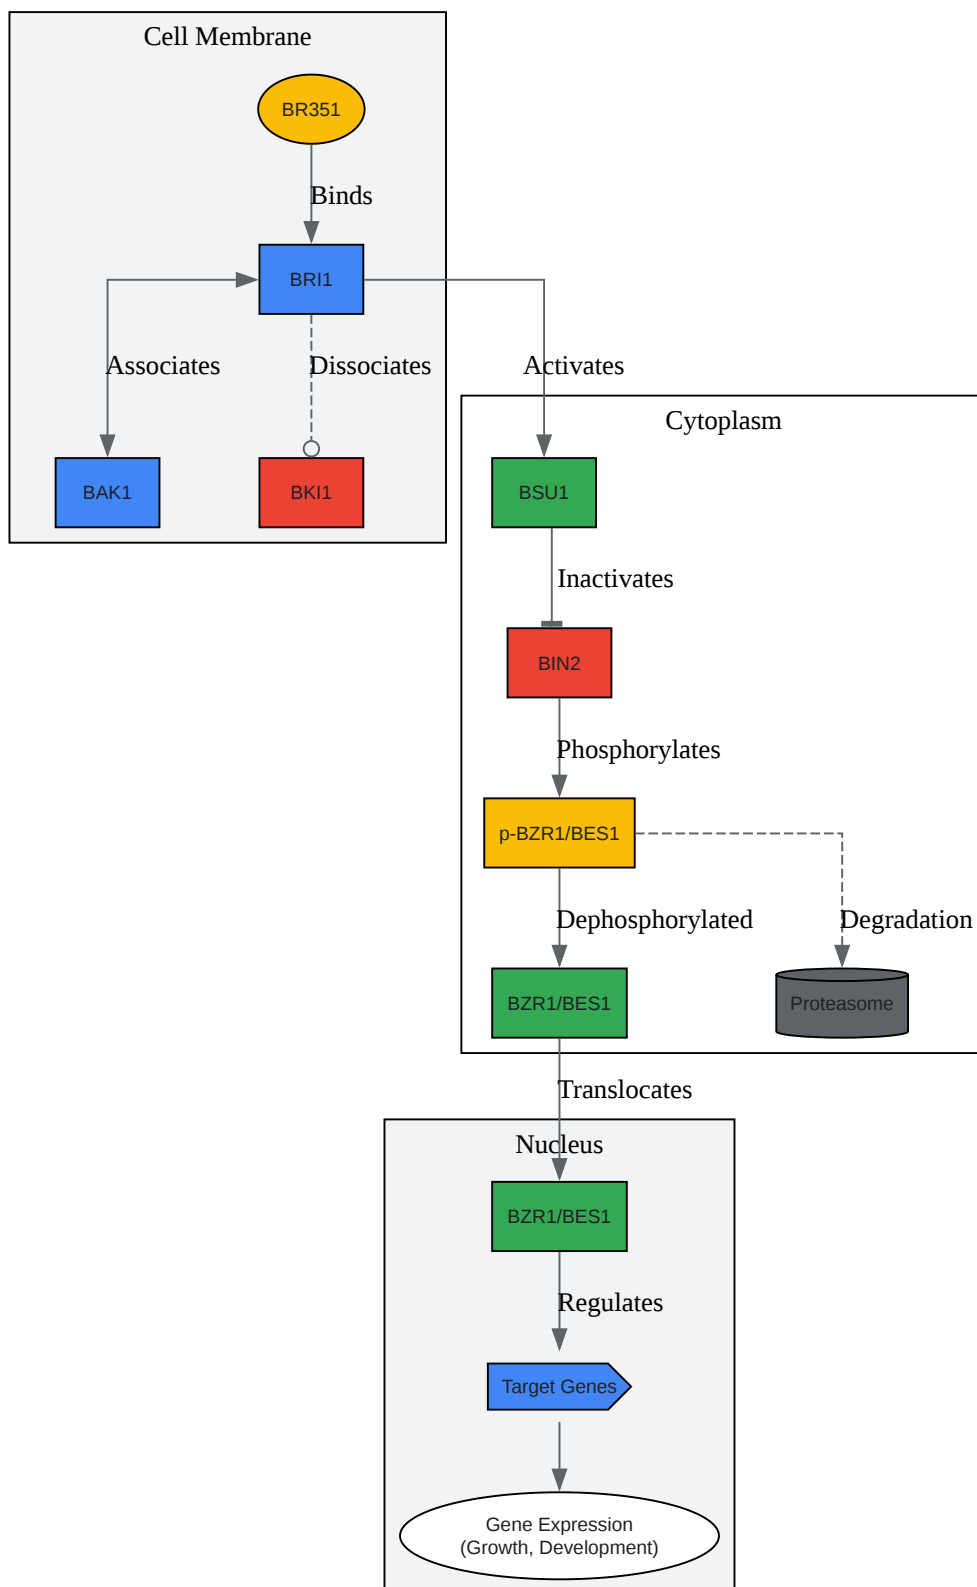 Cell Membrane
BR351
Binds
BRI1
Associates
Dissociates
Activates
Cytoplasm
BAK1
BKI1
BSU1
Inactivates
BIN2
Phosphorylates
p-BZR1/BES1
Dephosphorylated
Degradation
BZR1/BES1
Proteasome
Translocates
Nucleus
BZR1/BES1
Regulates
Target Genes
Gene Expression
(Growth, Development)